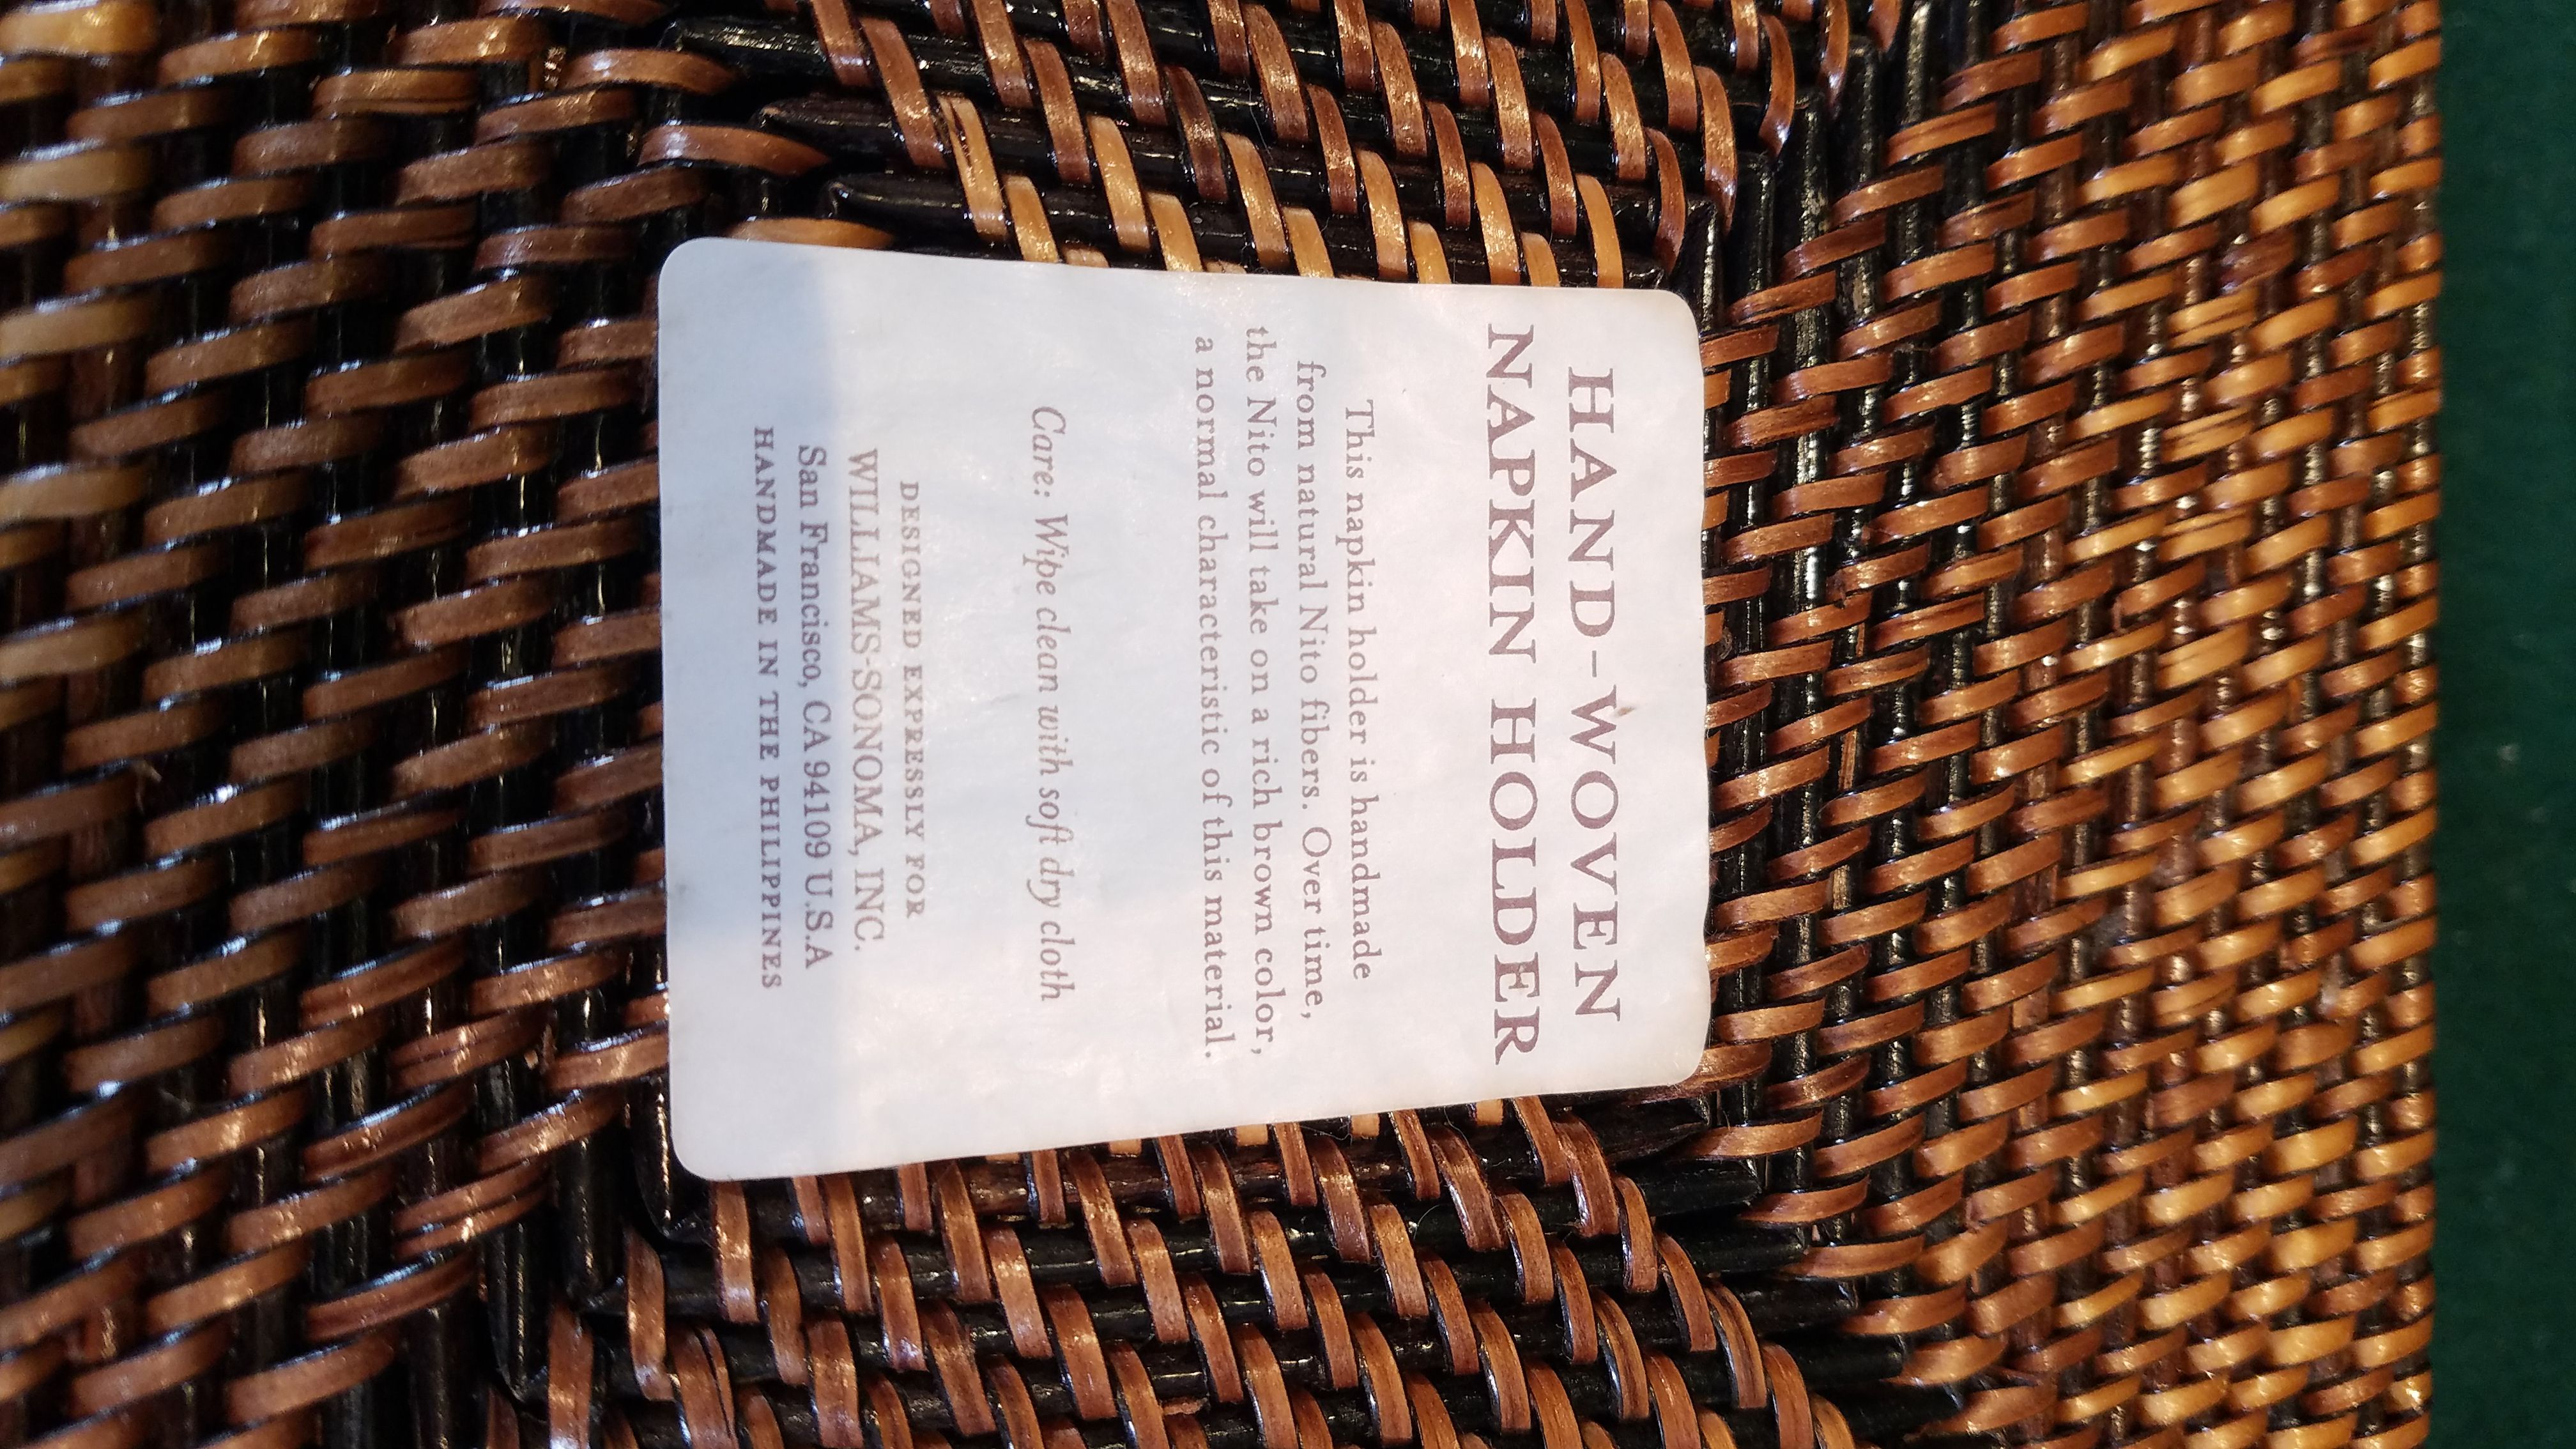 HAND-WOVEN
NAPKIN HOLDER
This napkin holder is handmade
from natural Nito fibers. Over time,
the Nito will take on a rich brown color,
a normal characteristic of this material.
Care: Wipe clean with soft dry cloth
DESIGNED EXPRESSLY FOR
WILLIAMS-SONOMA, INC.
San Francisco, CA 94109 U.S.A
HANDMADE IN THE PHILIPPINES